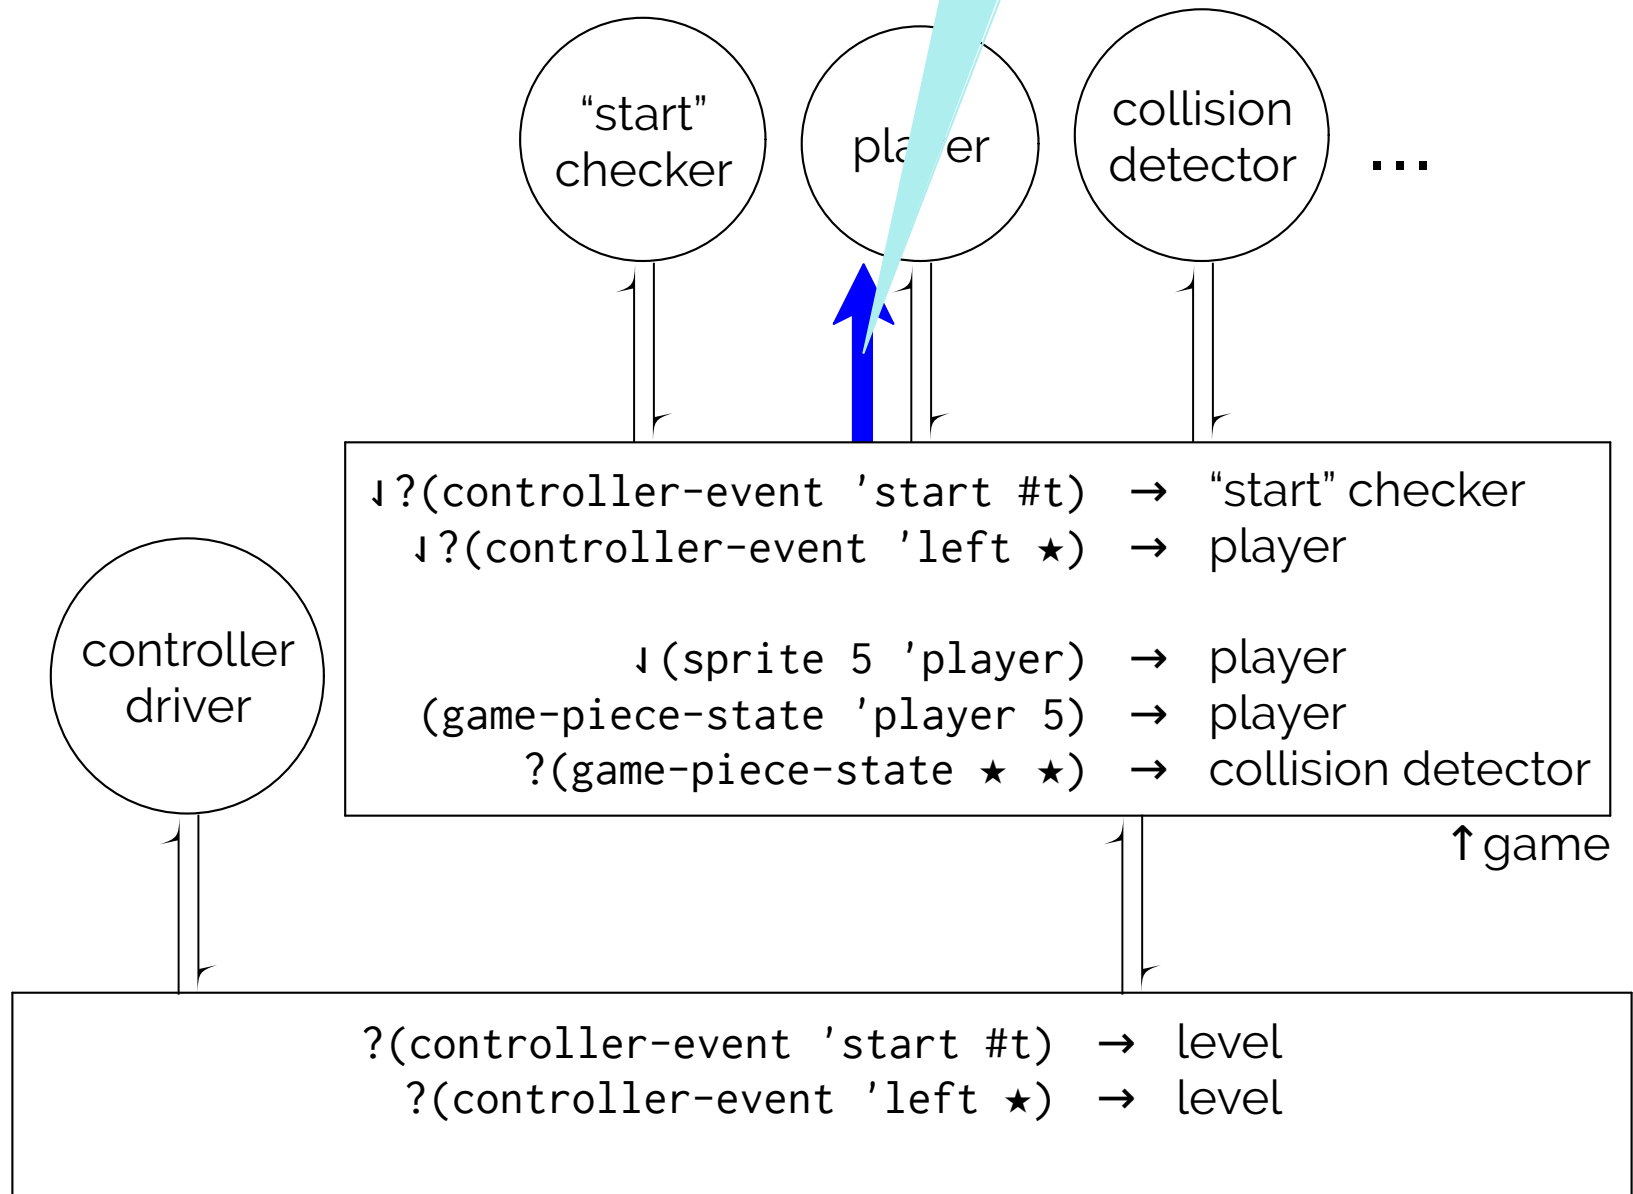 “start”
checker
player
collision
detector
...
⇃?(controller-event 'start #t) → “start” checker
⇃?(controller-event 'left ★) → player
⇃(sprite 5 'player) → player
(game-piece-state 'player 5) → player
?(game-piece-state ★ ★) → collision detector
controller
driver
↑game
?(controller-event 'start #t) → level
?(controller-event 'left ★) → level